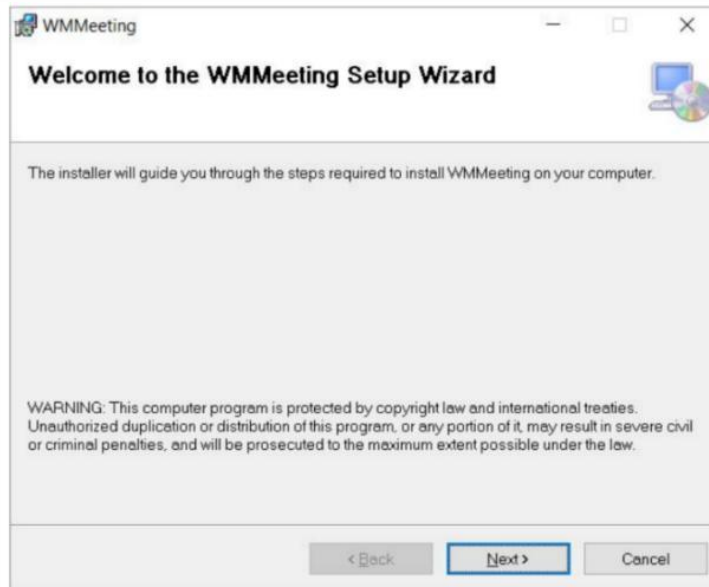 WMMeeting
Welcome to the WMMeeting Setup Wizard
The installer will guide you through the steps required to install WMMeeting on your computer.
WARNING: This computer program is protected by copyright law and international treaties.
Unauthorized duplication or distribution of this program, or any portion of it, may result in severe civil
or criminal penalties, and will be prosecuted to the maximum extent possible under the law.
< Back Next > Cancel